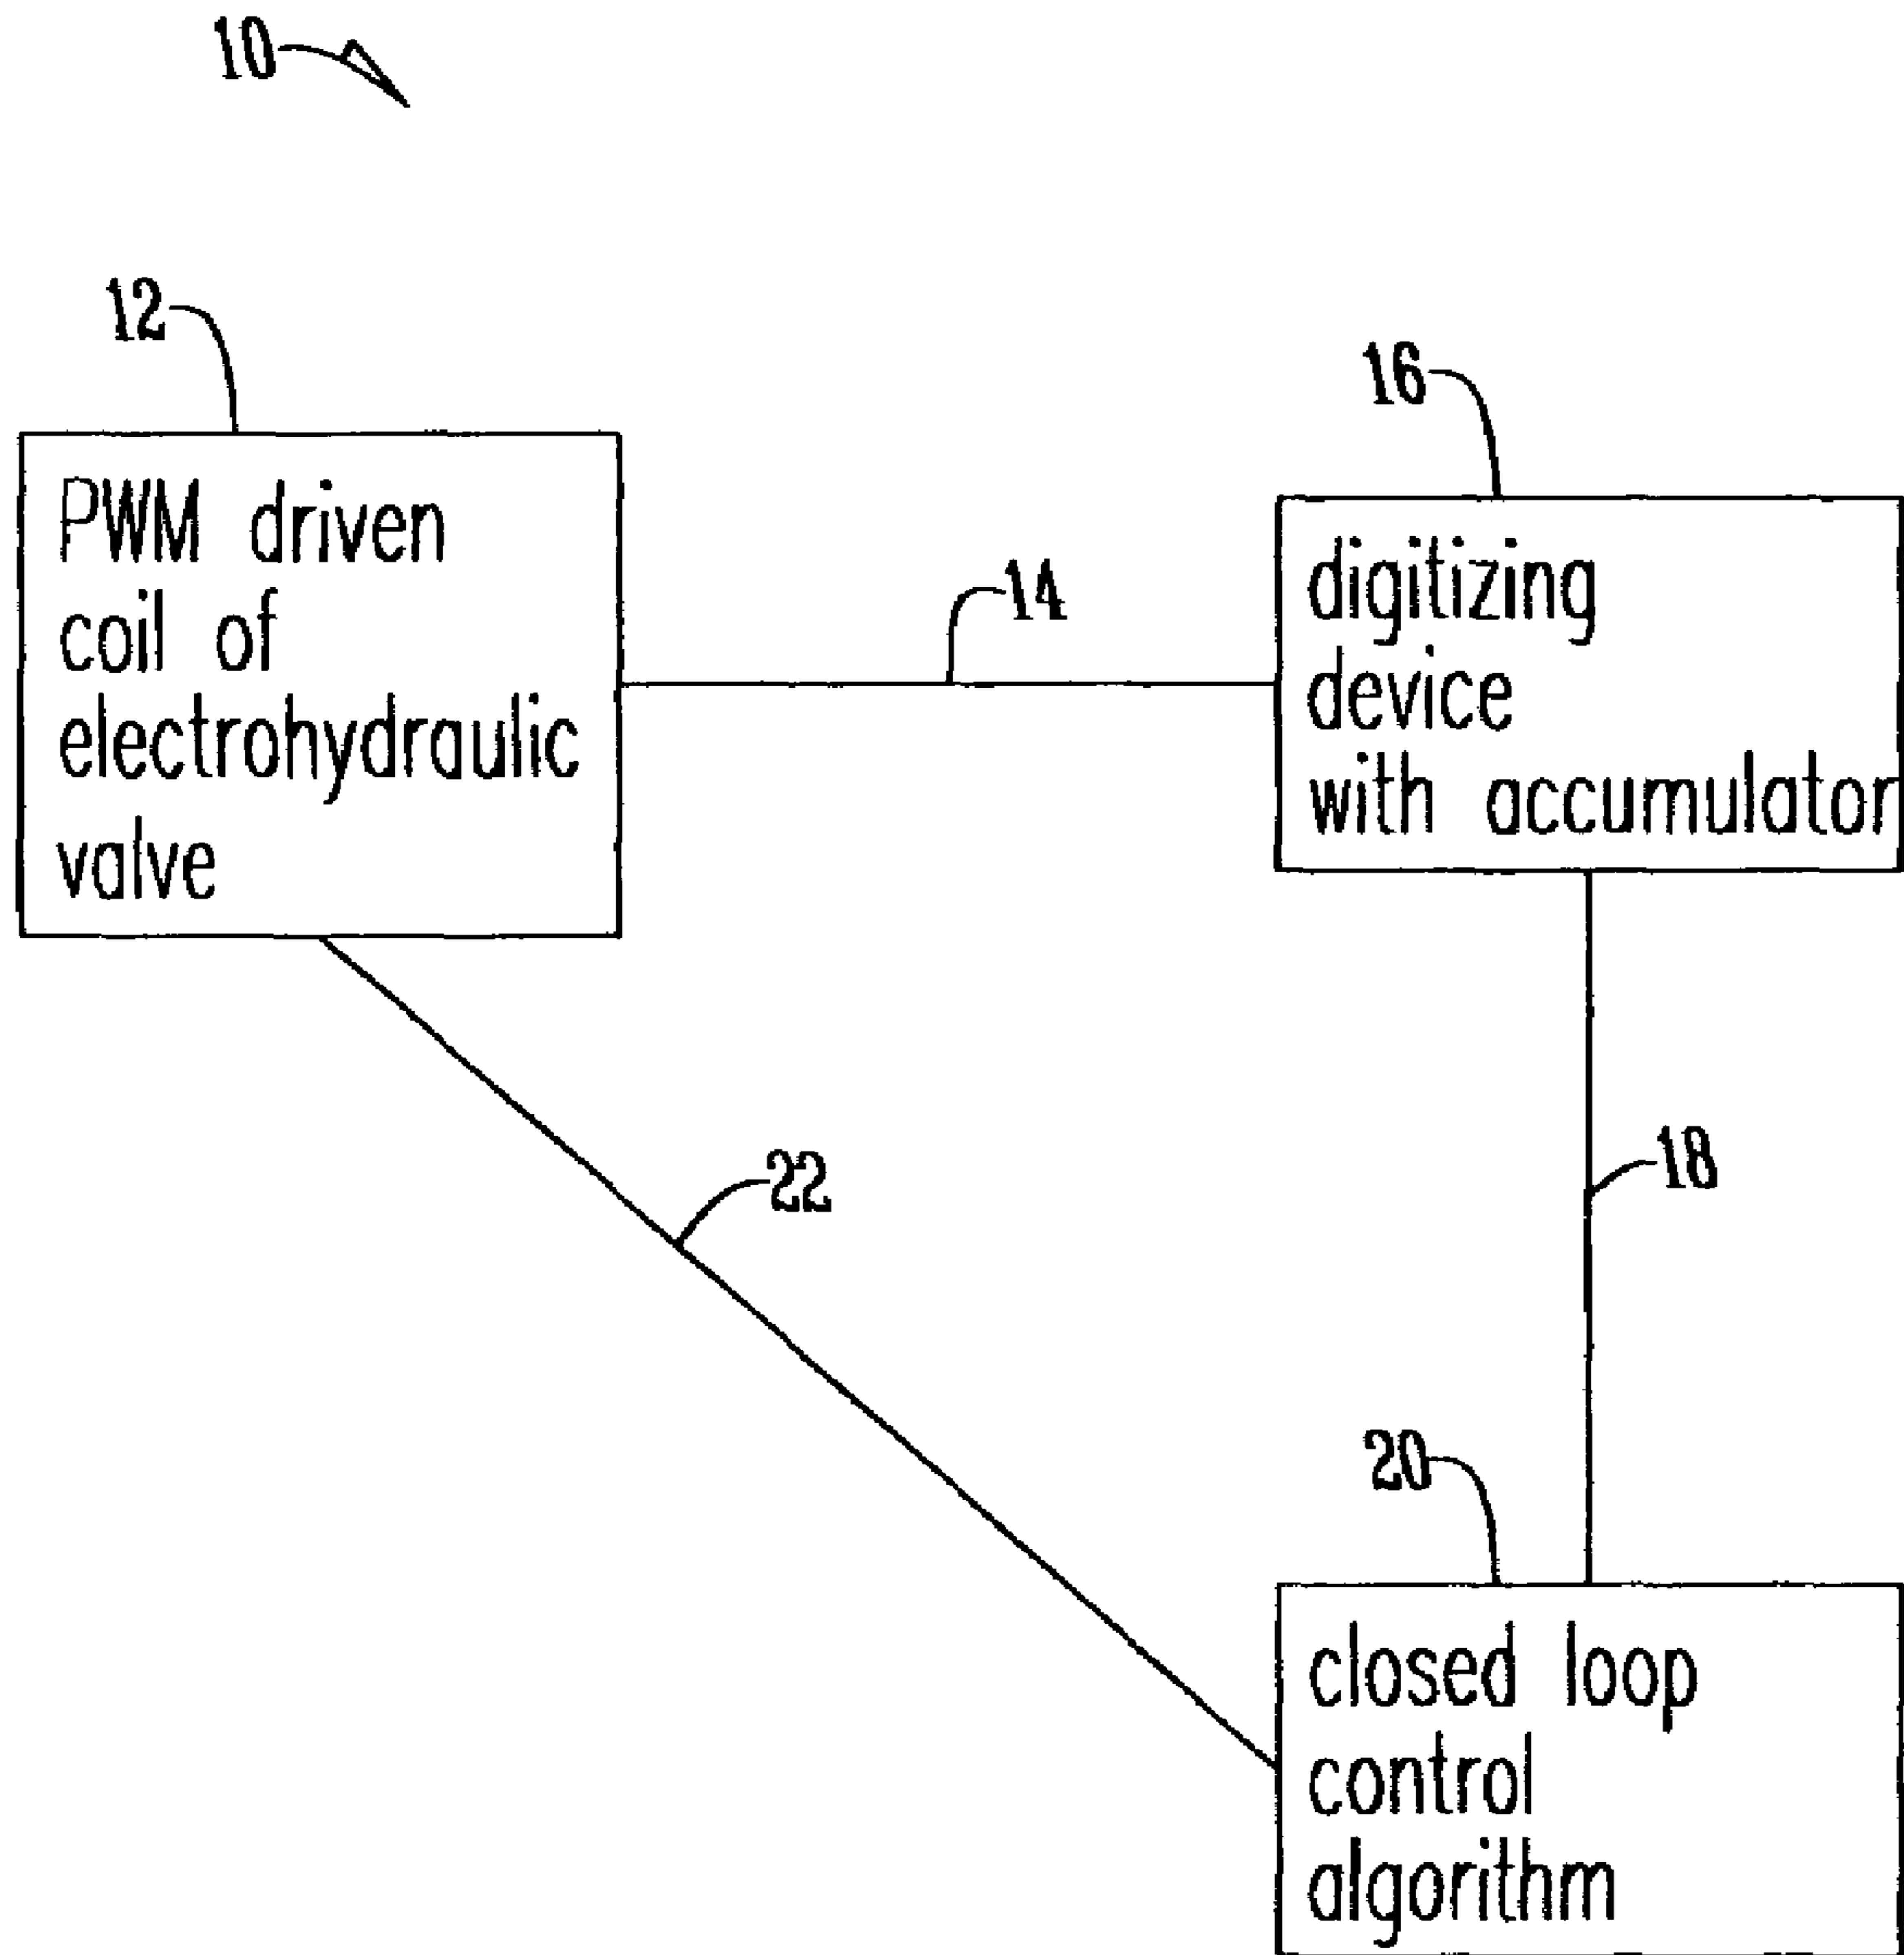 10
12
PWM driven
coil of
electrohydraulic
valve
14
16
digitizing
device
with accumulator
18
22
20
closed loop
control
algorithm